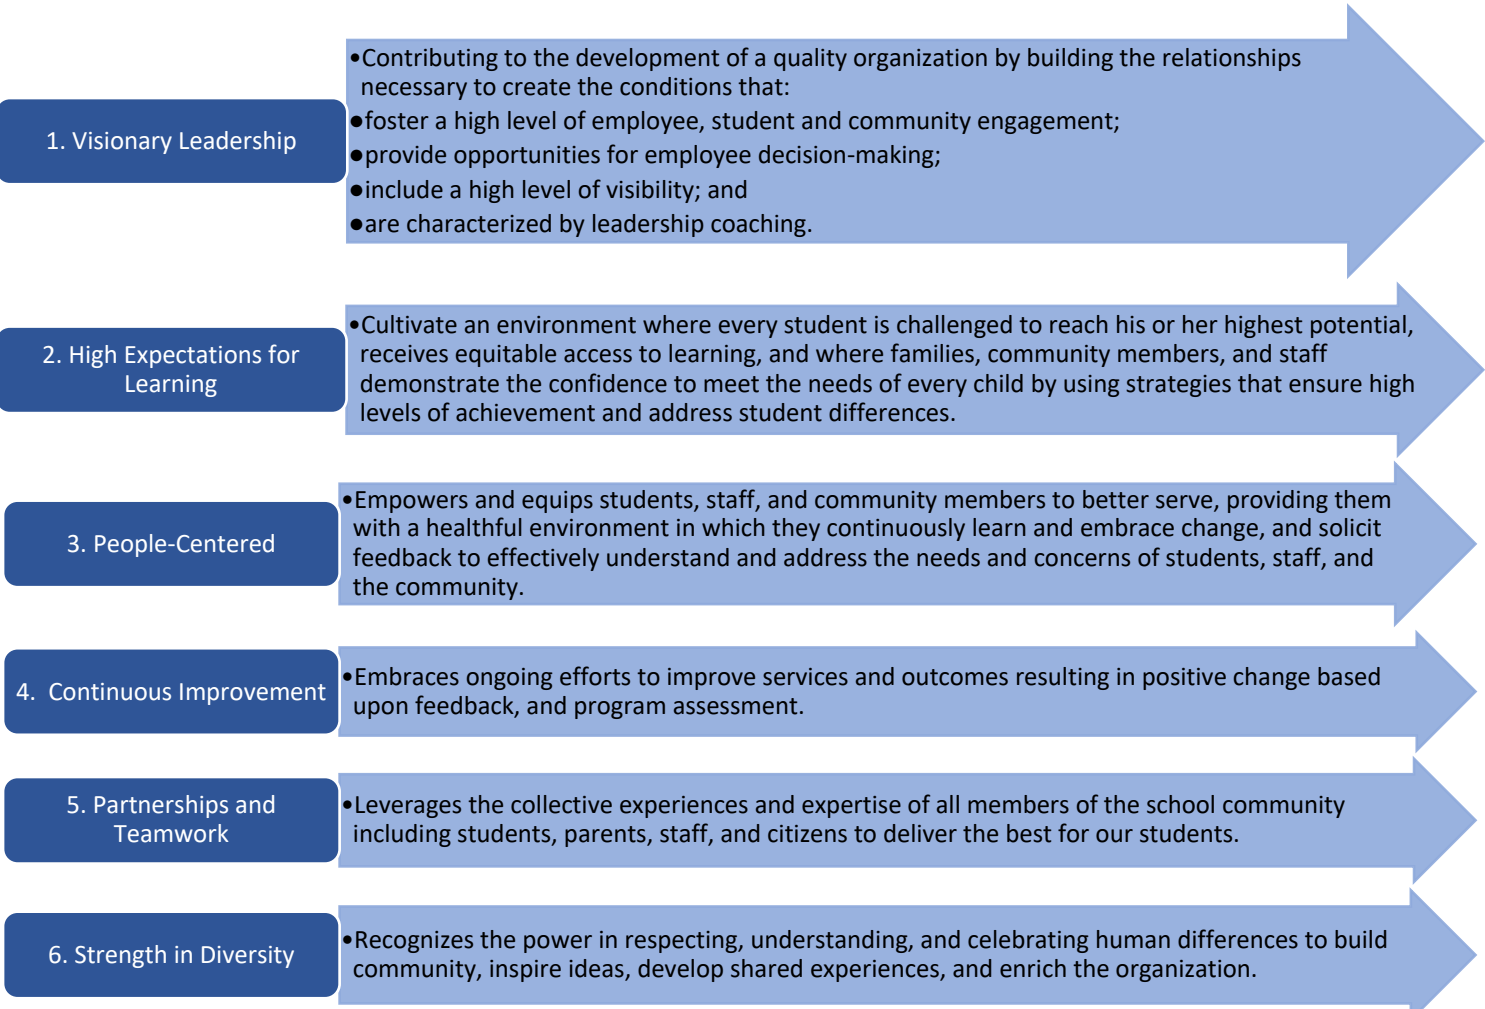 1. Visionary Leadership
•Contributing to the development of a quality organization by building the relationships
necessary to create the conditions that:
●foster a high level of employee, student and community engagement;
●provide opportunities for employee decision-making;
●include a high level of visibility; and
●are characterized by leadership coaching.
2. High Expectations for
Learning
•Cultivate an environment where every student is challenged to reach his or her highest potential,
receives equitable access to learning, and where families, community members, and staff
demonstrate the confidence to meet the needs of every child by using strategies that ensure high
levels of achievement and address student differences.
3. People-Centered
•Empowers and equips students, staff, and community members to better serve, providing them
with a healthful environment in which they continuously learn and embrace change, and solicit
feedback to effectively understand and address the needs and concerns of students, staff, and
the community.
4.  Continuous Improvement
•Embraces ongoing efforts to improve services and outcomes resulting in positive change based
upon feedback, and program assessment.
5. Partnerships and
Teamwork
•Leverages the collective experiences and expertise of all members of the school community
including students, parents, staff, and citizens to deliver the best for our students.
6. Strength in Diversity
•Recognizes the power in respecting, understanding, and celebrating human differences to build
community, inspire ideas, develop shared experiences, and enrich the organization.